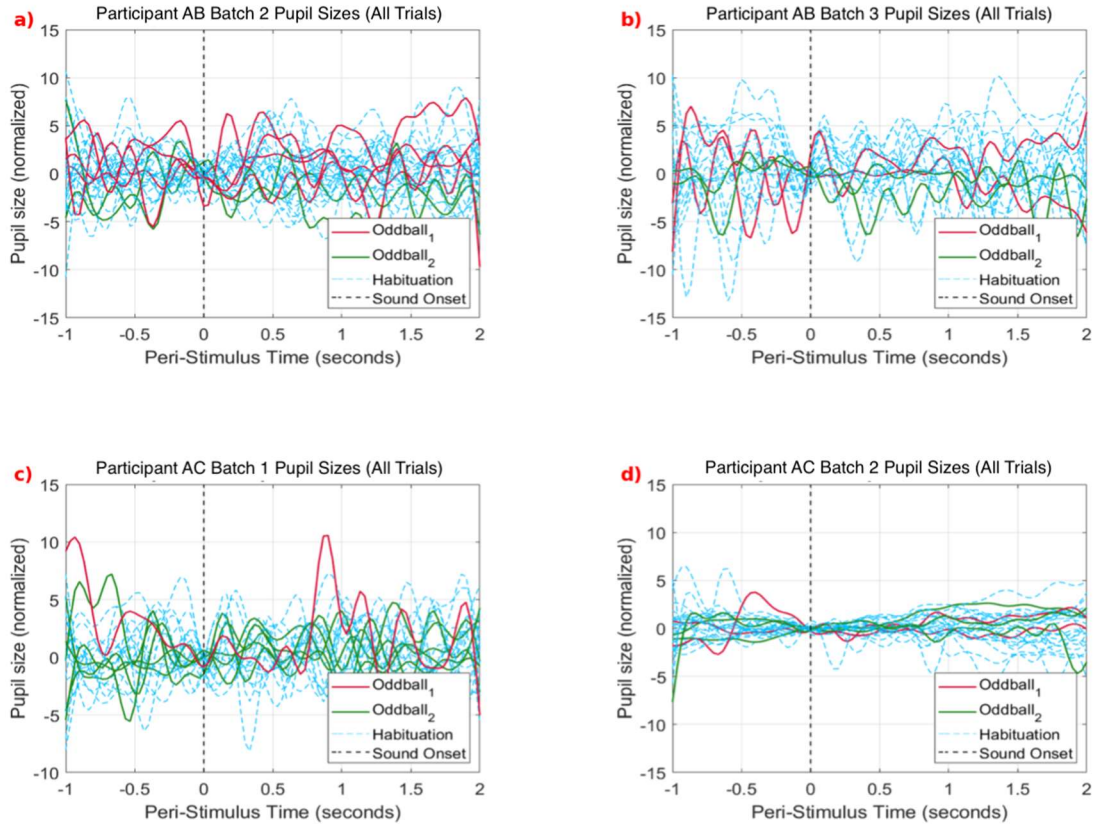 a) Participant AB Batch 2 Pupil Sizes (All Trials)
15
10
5
0
-5
-10
-15
Pupil size (normalized)
Oddball1
Oddball2
Habituation
Sound Onset
-1 -0.5 0 0.5 1 1.5 2
Peri-Stimulus Time (seconds)
b) Participant AB Batch 3 Pupil Sizes (All Trials)
15
10
5
0
-5
-10
-15
Pupil size (normalized)
Oddball1
Oddball2
Habituation
Sound Onset
-1 -0.5 0 0.5 1 1.5 2
Peri-Stimulus Time (seconds)
c) Participant AC Batch 1 Pupil Sizes (All Trials)
15
10
5
0
-5
-10
Pupil size (normalized)
Oddball1
Oddball2
Habituation
Sound Onset
-1 -0.5 0 0.5 1 1.5 2
Peri-Stimulus Time (seconds)
d) Participant AC Batch 2 Pupil Sizes (All Trials)
15
10
5
0
-5
-10
-15
Pupil size (normalized)
Oddball1
Oddball2
Habituation
Sound Onset
-1 -0.5 0 0.5 1 1.5 2
Peri-Stimulus Time (seconds)